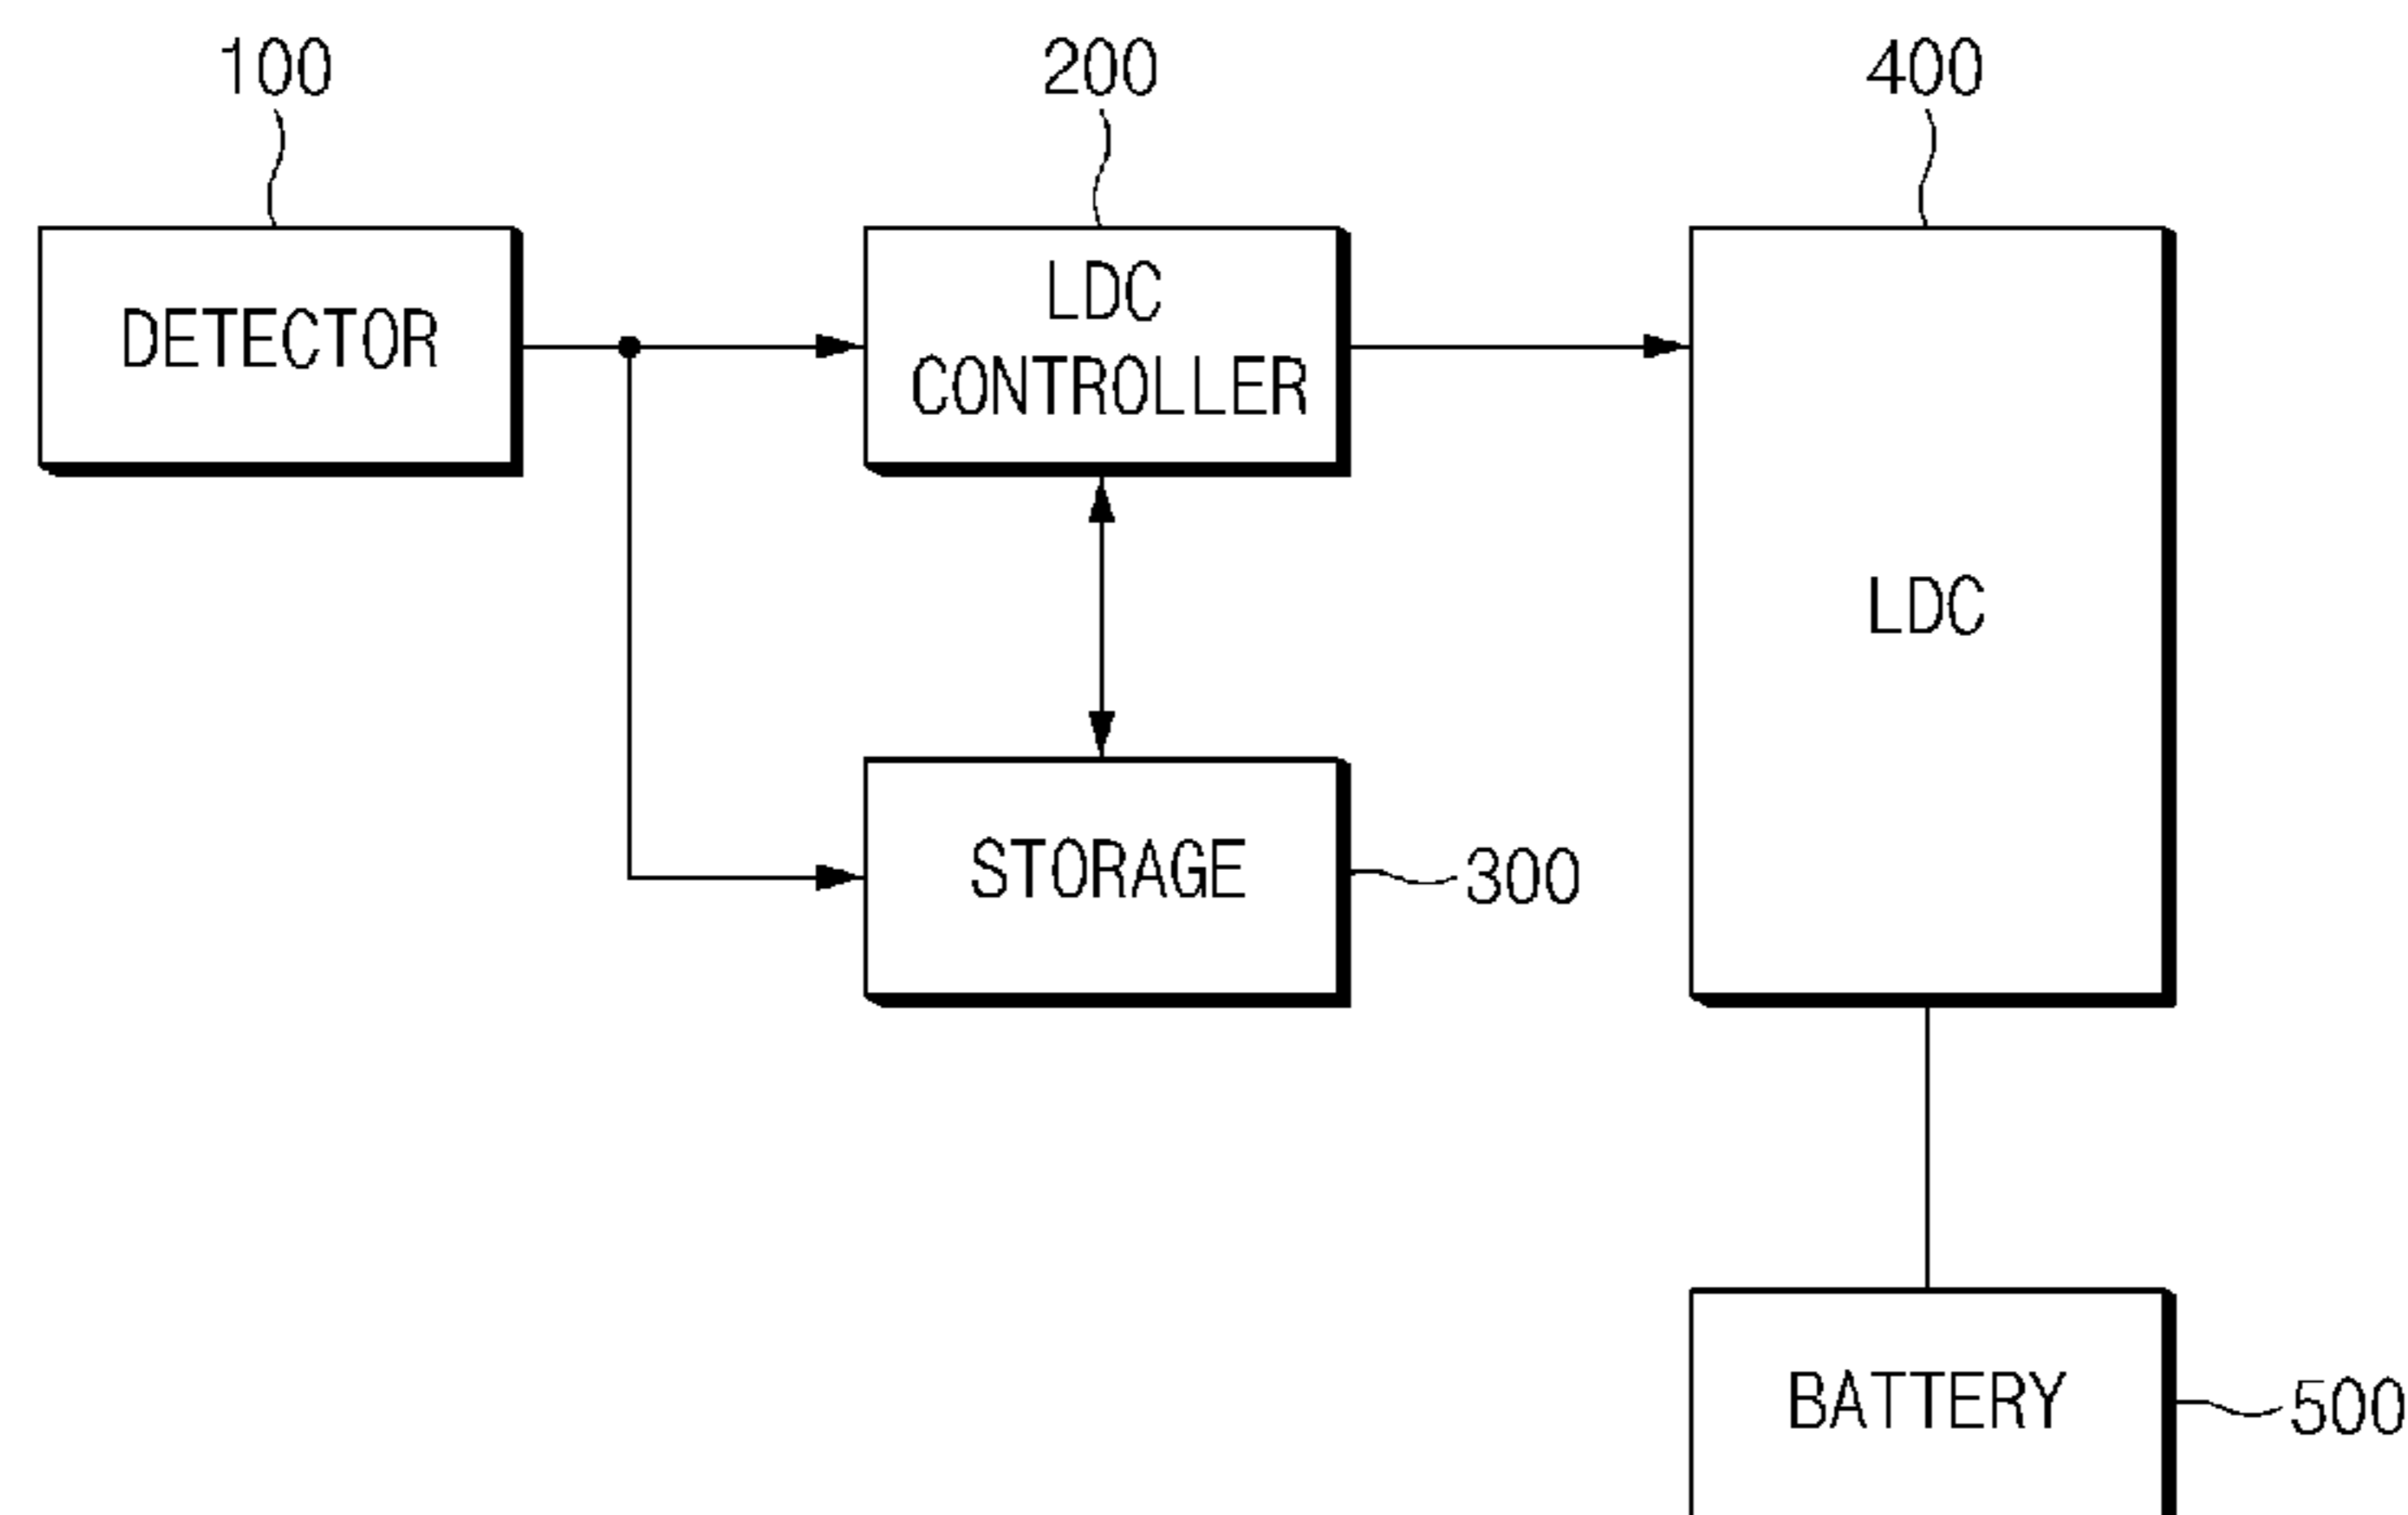 100
200
400
DETECTOR
LDC
CONTROLLER
LDC
STORAGE
300
BATTERY
500